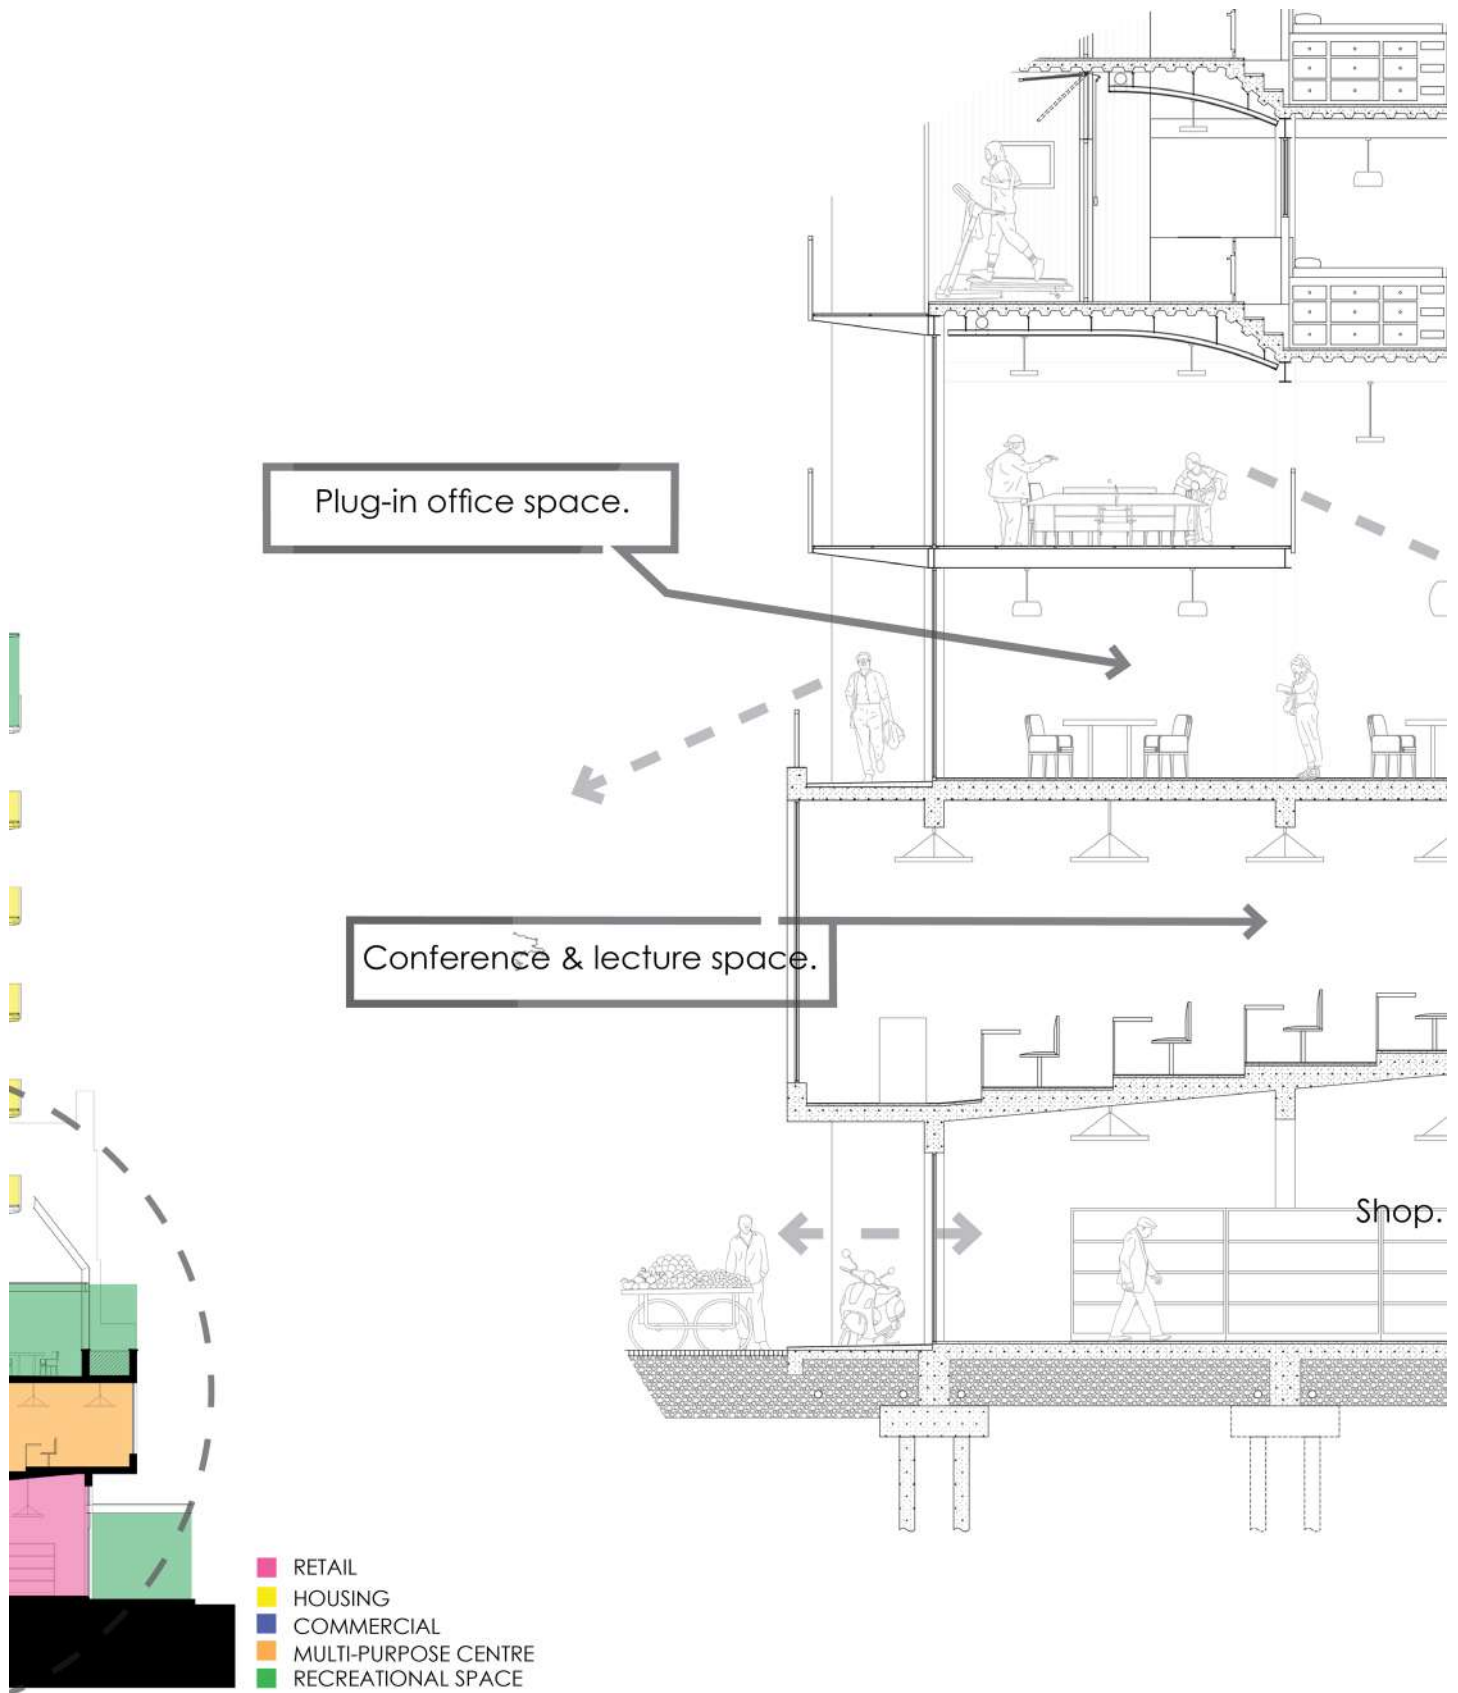 Plug-in office space.
Conference & lecture space.
Shop.
RETAIL
HOUSING
COMMERCIAL
MULTI-PURPOSE CENTRE
RECREATIONAL SPACE